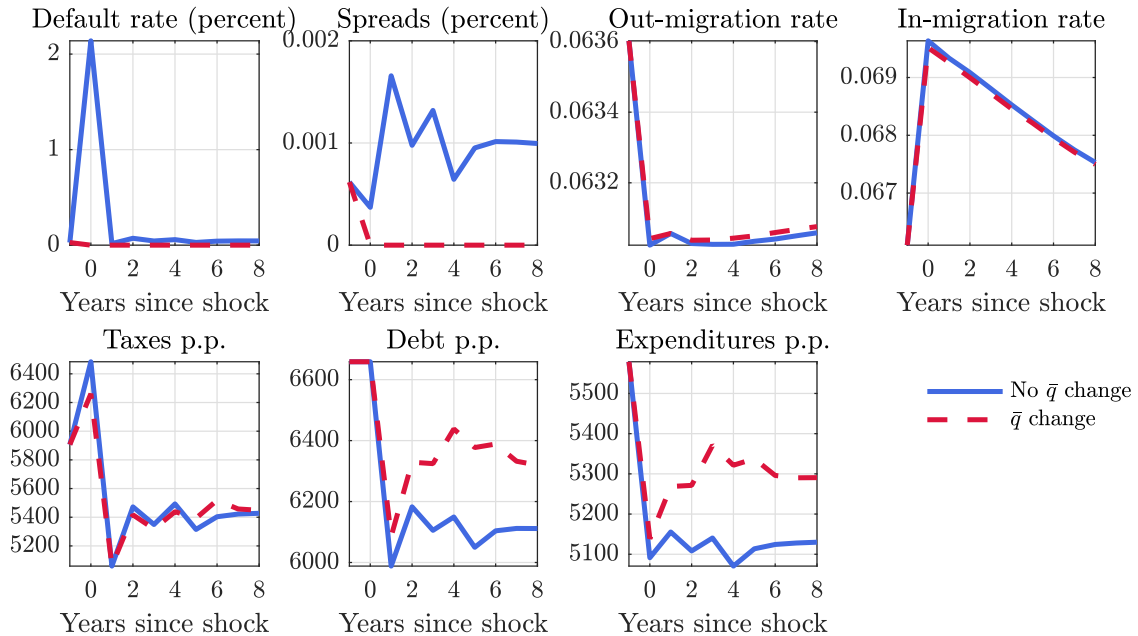 Default rate (percent)
2
1
0
0 2 4 6 8
Years since shock
Spreads (percent)
0.002
0.001
0
0 2 4 6 8
Years since shock
Out-migration rate
0.0636
0.0634
0.0632
0 2 4 6 8
In-migration rate
0.069
0.068
0.067
0 2 4 6 8
Years since shock
Years since shock
Taxes p.p.
6400
6200
6000
5800
5600
5400
5200
0 2 4 6 8
Years since shock
Debt p.p.
6600
6400
6200
6000
0 2 4 6 8
Years since shock
Expenditures p.p.
5500
5400
5300
5200
5100
0 2 4 6 8
Years since shock
No q̄ change
q̄ change